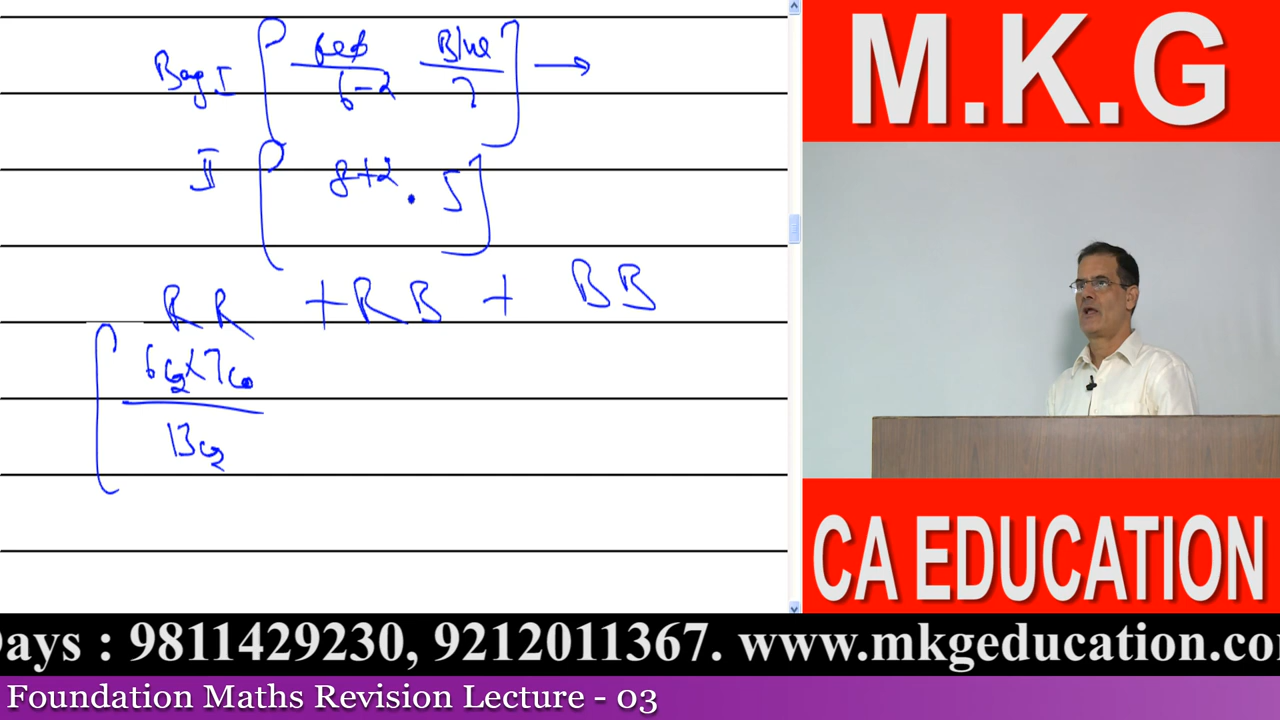 Bag I Red Blue
6-2 7
II 8+2 . 5
RR + RB + BB
6c2 x 7c0
13c2
M.K.G
CA EDUCATION
Days : 9811429230, 9212011367. www.mkgeducation.co
Foundation Maths Revision Lecture - 03